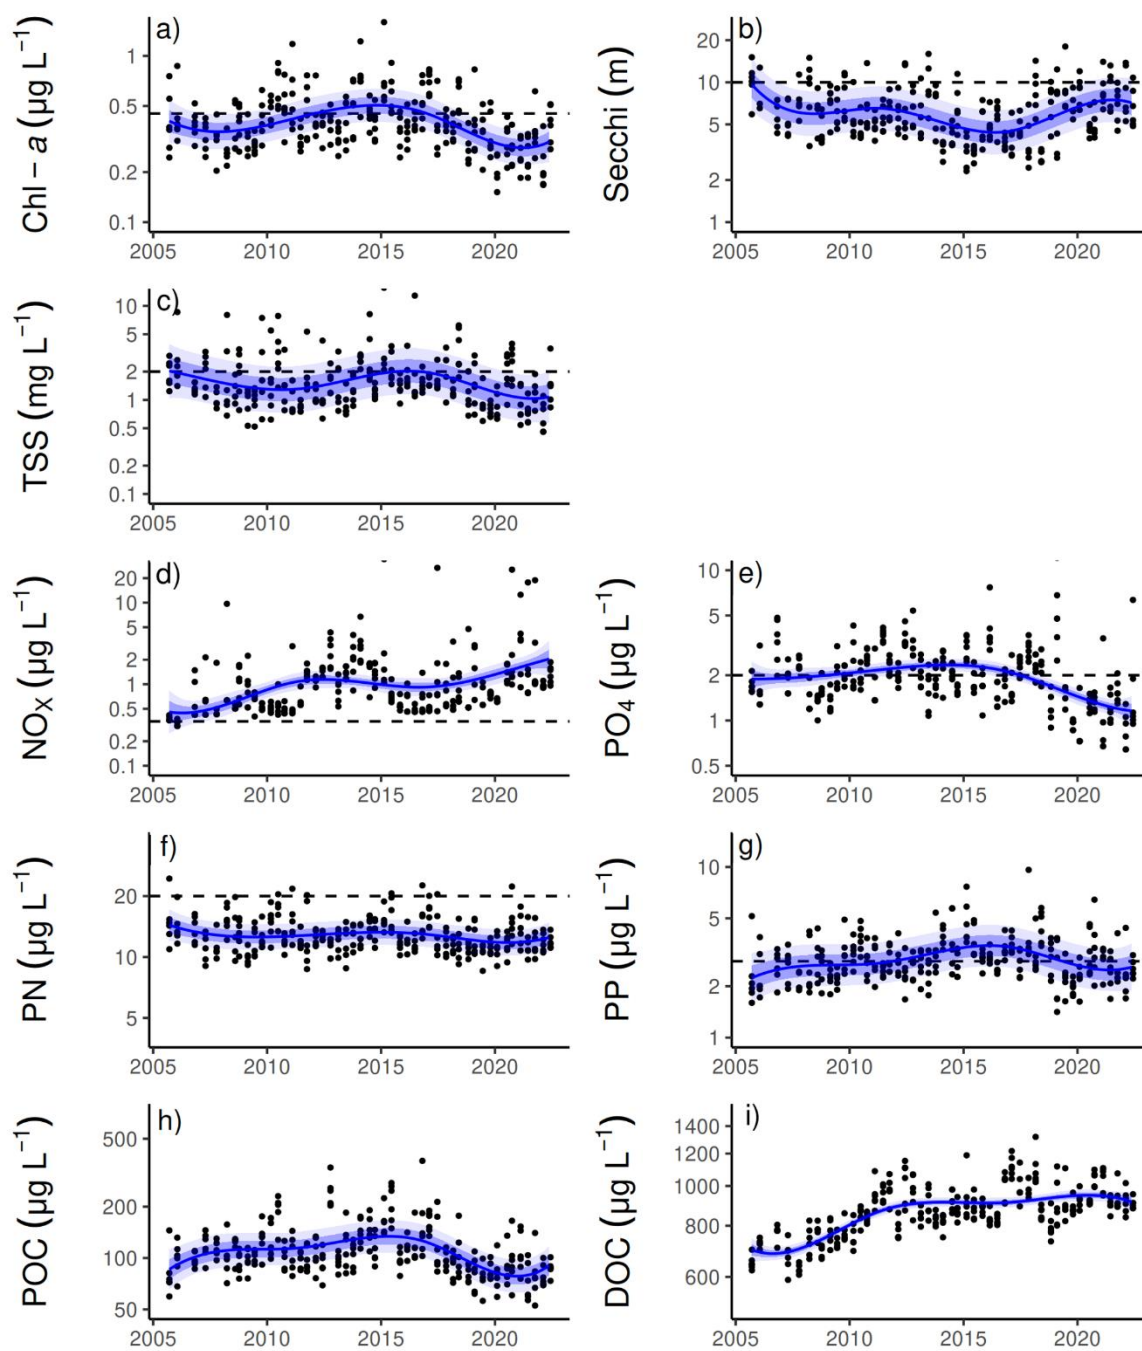 a)
Chl − a (µg L−1)
1
0.5
0.2
0.1
2005 2010 2015 2020
b)
Secchi (m)
20
10
5
2
1
2005 2010 2015 2020
c)
TSS (mg L−1)
10
5
2
1
0.5
0.2
0.1
2005 2010 2015 2020
d)
NOX (µg L−1)
20
10
5
2
1
0.5
0.2
0.1
2005 2010 2015 2020
e)
PO4 (µg L−1)
10
5
2
1
0.5
2005 2010 2015 2020
f)
PN (µg L−1)
20
10
5
2005 2010 2015 2020
g)
PP (µg L−1)
10
5
2
1
2005 2010 2015 2020
h)
POC (µg L−1)
500
200
100
50
2005 2010 2015 2020
i)
DOC (µg L−1)
1400
1200
1000
800
600
2005 2010 2015 2020